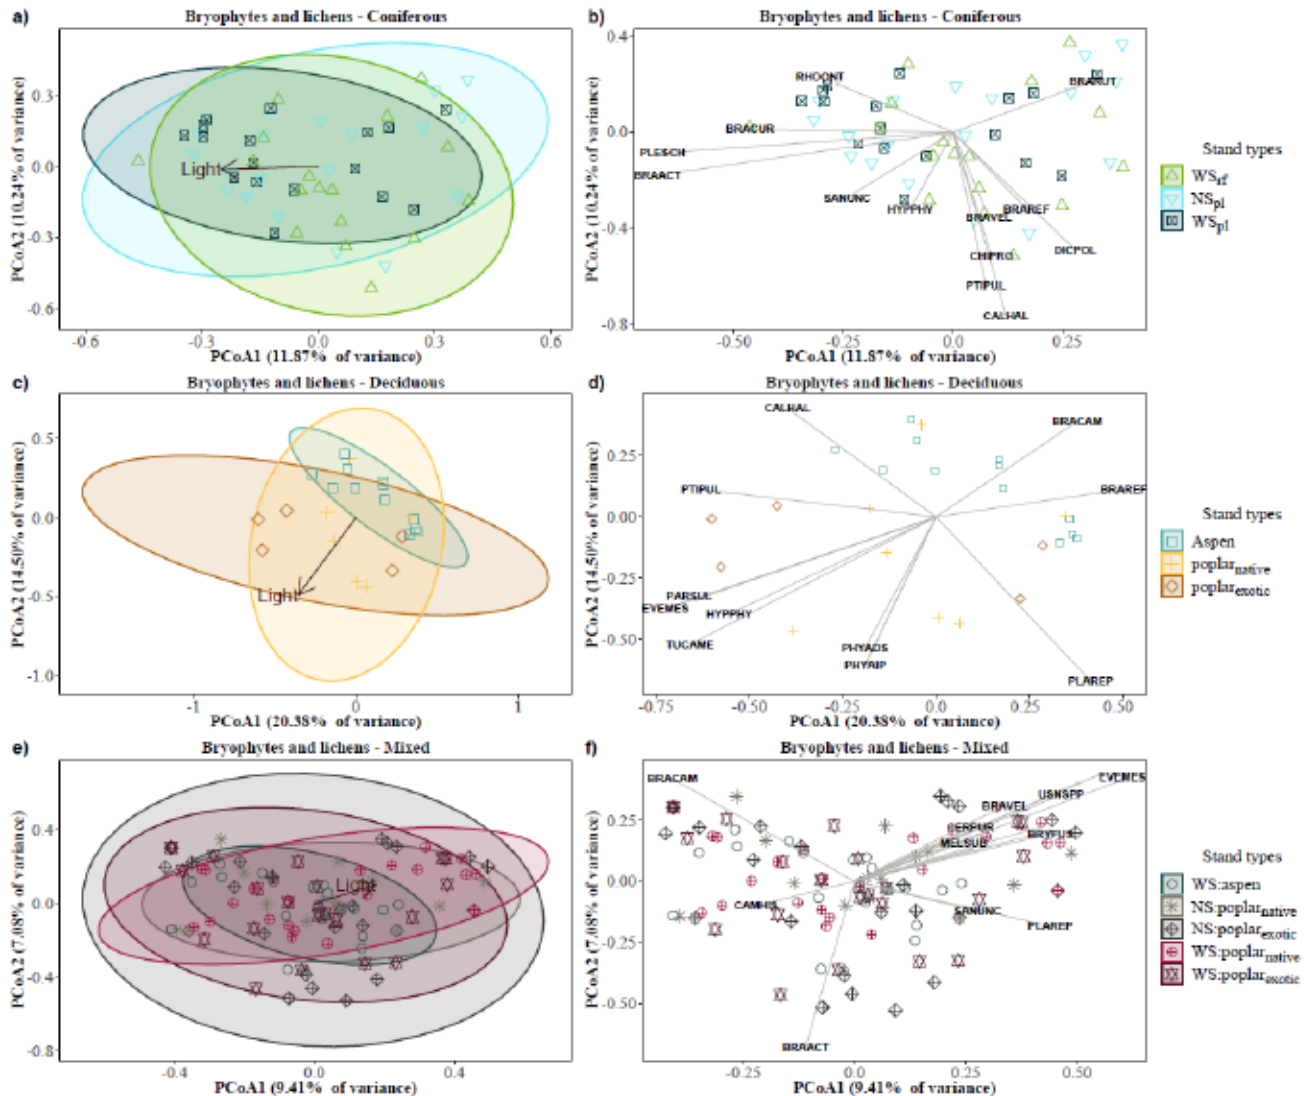 a)
Bryophytes and lichens - Coniferous
PCoA2 (10.24% of variance)
0.3
0.0
-0.3
-0.6
Light
-0.6
-0.3
0.0
0.3
0.6
PCoA1 (11.87% of variance)
b)
Bryophytes and lichens - Coniferous
PCoA2 (10.24% of variance)
0.4
0.0
-0.4
-0.8
RHOONT
BRARUT
BRACUR
PLESCH
BRAACT
SANUNC
HYPPHY
BRAVEL
BRAREF
CHIPRO
DICPOL
PTIPUL
CALHAL
-0.50
-0.25
0.0
0.25
PCoA1 (11.87% of variance)
Stand types
WSrf
NSpl
WSpl
c)
Bryophytes and lichens - Deciduous
PCoA2 (14.50% of variance)
0.5
0.0
-0.5
-1.0
Light
-1
0
1
PCoA1 (20.38% of variance)
d)
Bryophytes and lichens - Deciduous
PCoA2 (14.50% of variance)
0.25
0.00
-0.25
-0.50
CALHAL
BRACAM
PTIPUL
BRAREF
PARSUL
EVEMES
HYPPHY
TUCAME
PHYADS
PHYAIP
PLAREP
-0.75
-0.50
-0.25
0.00
0.25
0.50
PCoA1 (20.38% of variance)
Stand types
Aspen
poplarnative
poplarexotic
e)
Bryophytes and lichens - Mixed
PCoA2 (7.08% of variance)
0.4
0.0
-0.4
-0.8
Light
-0.4
0.0
0.4
PCoA1 (9.41% of variance)
f)
Bryophytes and lichens - Mixed
PCoA2 (7.08% of variance)
0.25
0.00
-0.25
-0.50
BRACAM
EVEMES
USNSPP
BRAVEL
CERPUR
BRYFUS
MELSUB
CAMHIS
SANUNC
PLAREP
BRAACT
-0.25
0.00
0.25
0.50
PCoA1 (9.41% of variance)
Stand types
WS:aspen
NS:poplarnative
NS:poplarexotic
WS:poplarnative
WS:poplarexotic